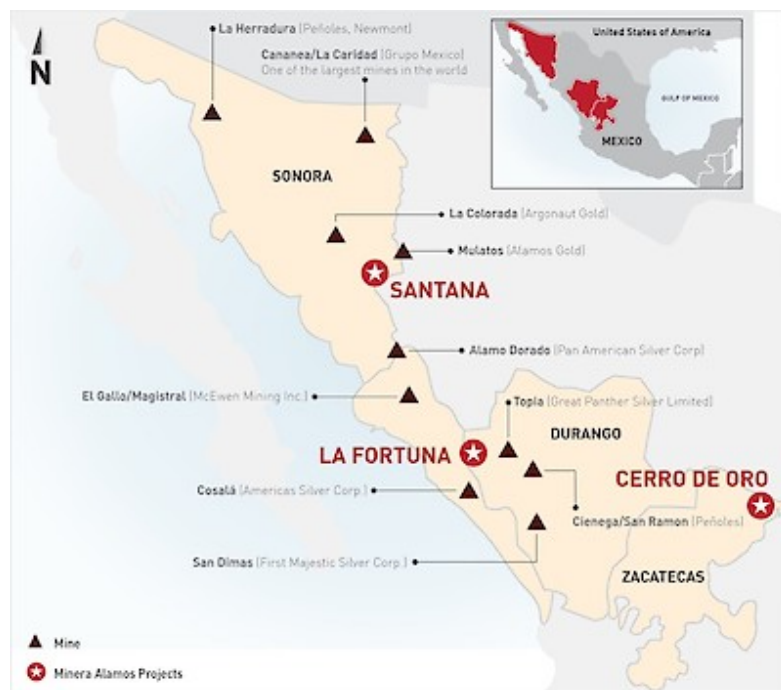 La Herradura (Peñoles, Newmont)
N
Cananea/La Caridad (Grupo Mexico)
One of the largest mines in the world
United States of America
GULF OF MEXICO
MEXICO
SONORA
La Colorada (Argonaut Gold)
Mulatos (Alamos Gold)
SANTANA
Alamo Dorado (Pan American Silver Corp)
El Gallo/Magistral (McEwen Mining Inc.)
Topia (Great Panther Silver Limited)
DURANGO
LA FORTUNA
CERRO DE ORO
Cosalá (Americas Silver Corp.)
Cienega/San Ramon (Peñoles)
San Dimas (First Majestic Silver Corp.)
ZACATECAS
Mine
Minera Alamos Projects